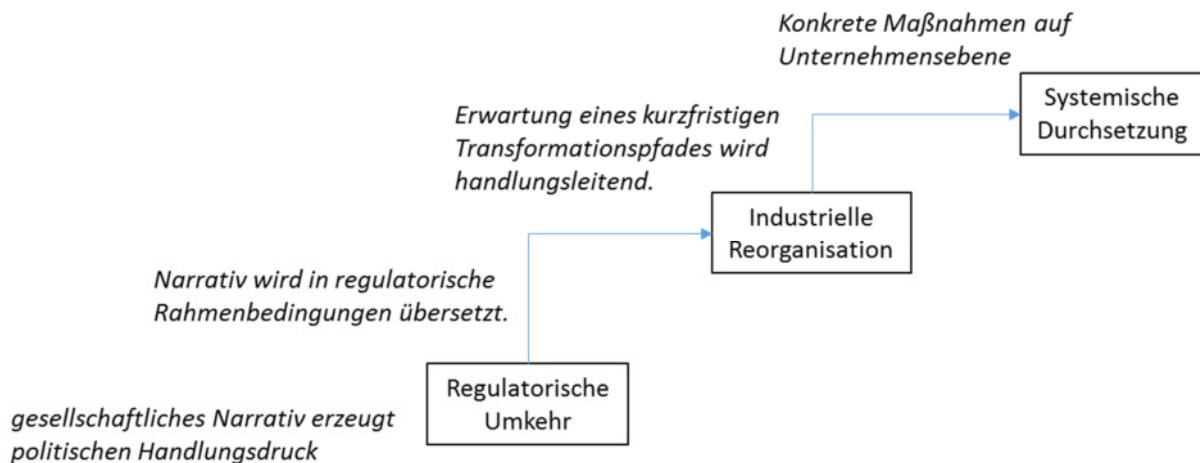 Konkrete Maßnahmen auf
Unternehmensebene
Systemische
Durchsetzung
Erwartung eines kurzfristigen
Transformationspfades wird
handlungsleitend.
Industrielle
Reorganisation
Narrativ wird in regulatorische
Rahmenbedingungen übersetzt.
Regulatorische
Umkehr
gesellschaftliches Narrativ erzeugt
politischen Handlungsdruck